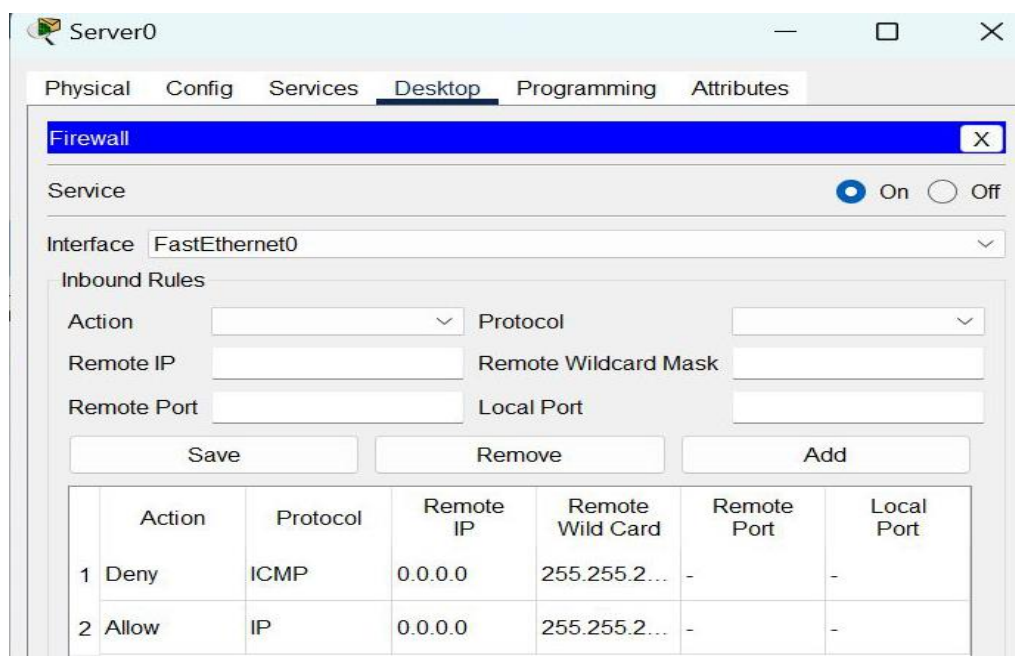 Server0
Physical Config Services Desktop Programming Attributes
Firewall X
Service On Off
Interface FastEthernet0
Inbound Rules
Action Protocol
Remote IP Remote Wildcard Mask
Remote Port Local Port
Save Remove Add
Action Protocol Remote IP Remote Wild Card Remote Port Local Port
1 Deny ICMP 0.0.0.0 255.255.2... - -
2 Allow IP 0.0.0.0 255.255.2... - -